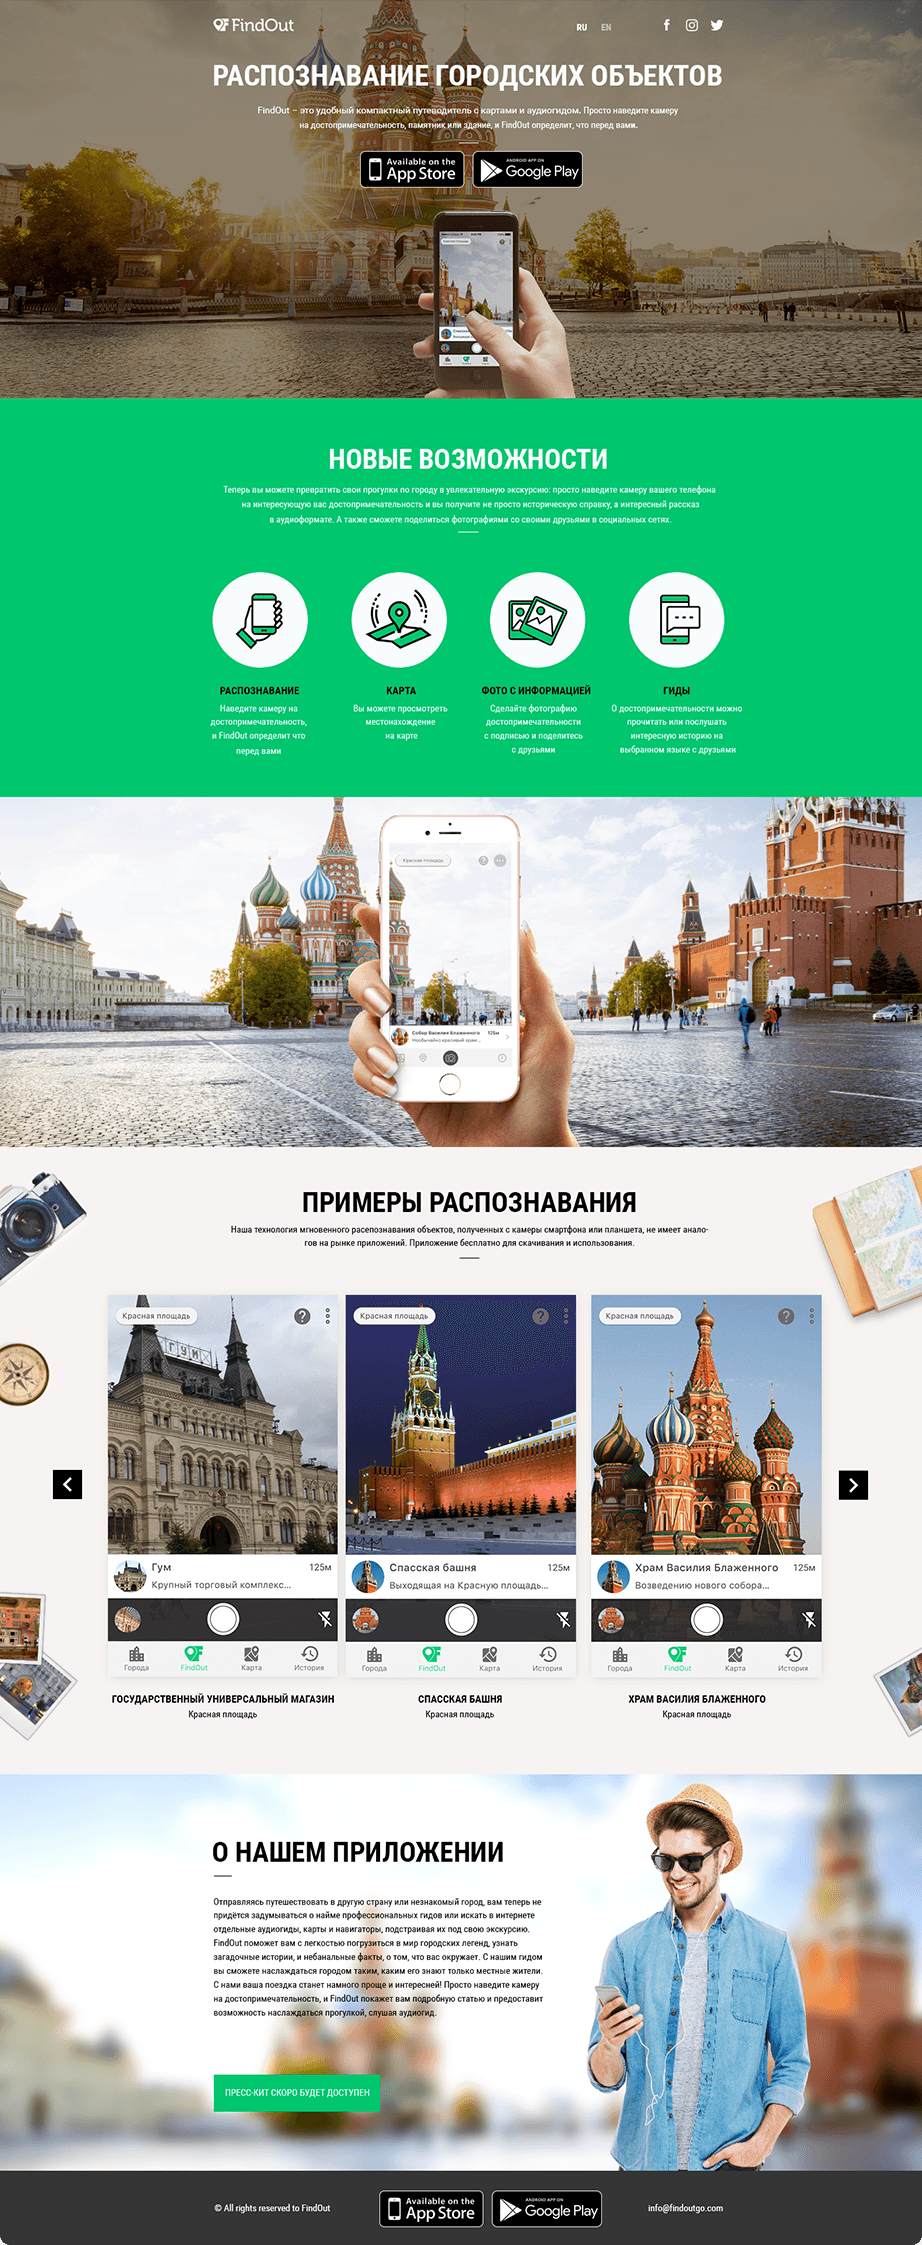 FindOut
RU EN
РАСПОЗНАВАНИЕ ГОРОДСКИХ ОБЪЕКТОВ
FindOut – это удобный компактный путеводитель с картами и аудиогидом. Просто наведите камеру
на достопримечательность, памятник или здание, и FindOut определит, что перед вами.
Available on the
App Store
ANDROID APP ON
Google Play
Красная площадь
НОВЫЕ ВОЗМОЖНОСТИ
Теперь вы можете превратить свои прогулки по городу в увлекательную экскурсию: просто наведите камеру вашего телефона
на интересующую вас достопримечательность и вы получите не просто историческую справку, а интересный рассказ
в аудиоформате. А также сможете поделиться фотографиями со своими друзьями в социальных сетях.
РАСПОЗНАВАНИЕ
Наведите камеру на
достопримечательность,
и FindOut определит что
перед вами
КАРТА
Вы можете просмотреть
местонахождение
на карте
ФОТО С ИНФОРМАЦИЕЙ
Сделайте фотографию
достопримечательности
с подписью и поделитесь
с друзьями
ГИДЫ
О достопримечательности можно
прочитать или послушать
интересную историю на
выбранном языке с друзьями
Красная площадь
Собор Василия Блаженного 125м
Необычайно красивый храм...
ПРИМЕРЫ РАСПОЗНАВАНИЯ
Наша технология мгновенного расепознавания объектов, полученных с камеры смартфона или планшета, не имеет анало-
гов на рынке приложений. Приложение бесплатно для скачивания и использования.
Красная площадь
ГУМ
Гум 125м
Крупный торговый комплекс...
Города FindOut Карта История
ГОСУДАРСТВЕННЫЙ УНИВЕРСАЛЬНЫЙ МАГАЗИН
Красная площадь
Красная площадь
Спасская башня 125м
Выходящая на Красную площадь...
Города FindOut Карта История
СПАССКАЯ БАШНЯ
Красная площадь
Красная площадь
Храм Василия Блаженного 125м
Возведению нового собора...
Города FindOut Карта История
ХРАМ ВАСИЛИЯ БЛАЖЕННОГО
Красная площадь
О НАШЕМ ПРИЛОЖЕНИИ
Отправляясь путешествовать в другую страну или незнакомый город, вам теперь не
придётся задумываться о найме профессиональных гидов или искать в интернете
отдельные аудиогиды, карты и навигаторы, подстраивая их под свою экскурсию.
FindOut поможет вам с легкостью погрузиться в мир городских легенд, узнать
загадочные истории, и небанальные факты, о том, что вас окружает. С нашим гидом
вы сможете наслаждаться городом таким, каким его знают только местные жители.
С нами ваша поездка станет намного проще и интересней! Просто наведите камеру
на достопримечательность, и FindOut покажет вам подробную статью и предоставит
возможность наслаждаться прогулкой, слушая аудиогид.
ПРЕСС-КИТ СКОРО БУДЕТ ДОСТУПЕН
© All rights reserved to FindOut
Available on the
App Store
ANDROID APP ON
Google Play
info@findoutgo.com